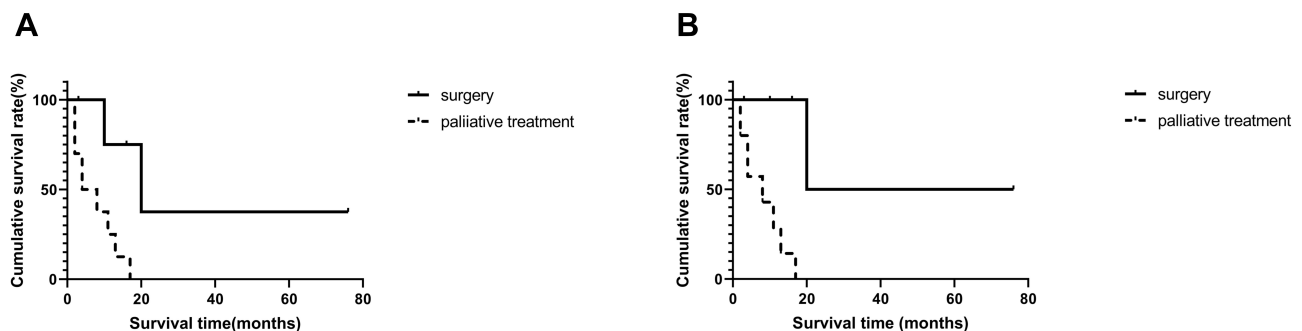 A
Cumulative survival rate(%)
100
50
0
0 20 40 60 80
Survival time(months)
surgery
paliiative treatment
B
Cumulative survival rate(%)
100
50
0
0 20 40 60 80
Survival time (months)
surgery
palliative treatment